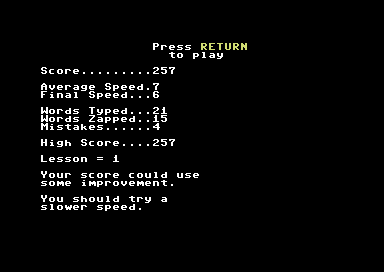 Press RETURN
to play
Score.........257
Average Speed.7
Final Speed...6
Words Typed...21
Words Zapped..15
Mistakes......4
High Score....257
Lesson = 1
Your score could use
some improvement.
You should try a
slower speed.